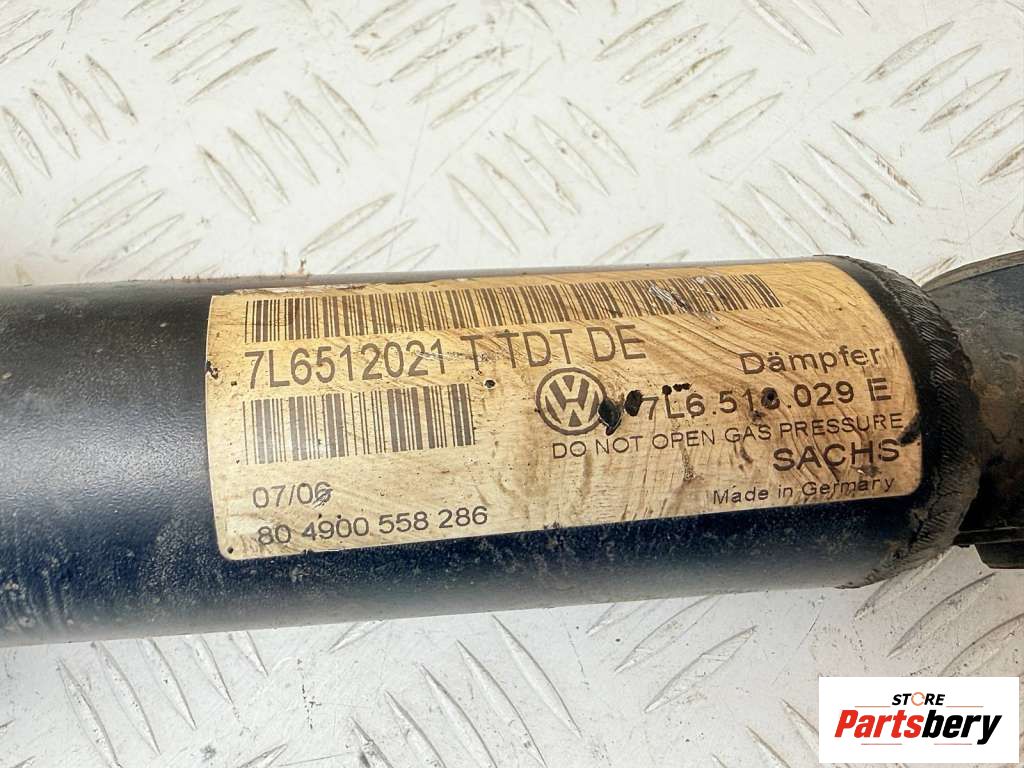 7L6512021 T TDT DE
Dämpfer
7L6.513.029 E
DO NOT OPEN GAS PRESSURE
SACHS
Made in Germany
07/06
80 4900 558 286
STORE
Partsbery